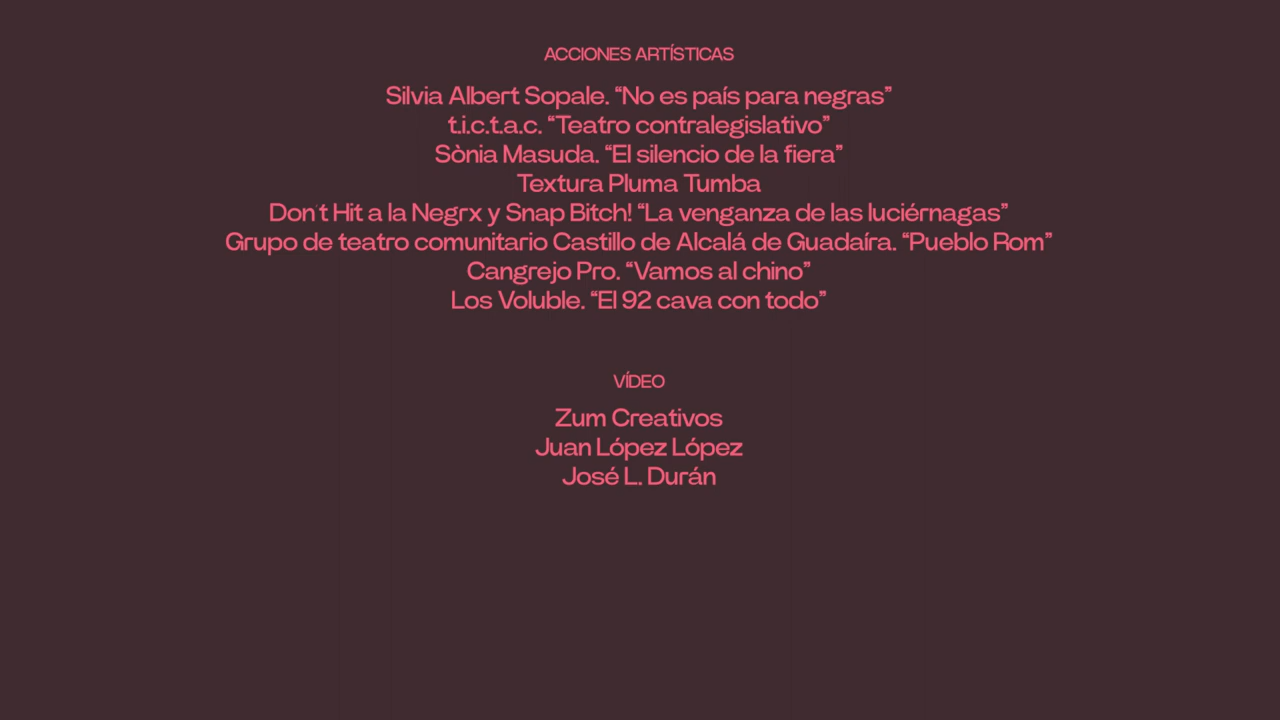 ACCIONES ARTÍSTICAS
Silvia Albert Sopale. “No es país para negras”
t.i.c.t.a.c. “Teatro contralegislativo”
Sònia Masuda. “El silencio de la fiera”
Textura Pluma Tumba
Don't Hit a la Negrx y Snap Bitch! “La venganza de las luciérnagas”
Grupo de teatro comunitario Castillo de Alcalá de Guadaíra. “Pueblo Rom”
Cangrejo Pro. “Vamos al chino”
Los Voluble. “El 92 cava con todo”
VÍDEO
Zum Creativos
Juan López López
José L. Durán